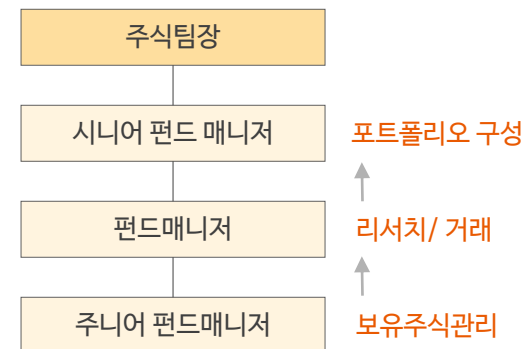 주식팀장
시니어 펀드 매니저 포트폴리오 구성
펀드매니저 리서치/ 거래
주니어 펀드매니저 보유주식관리